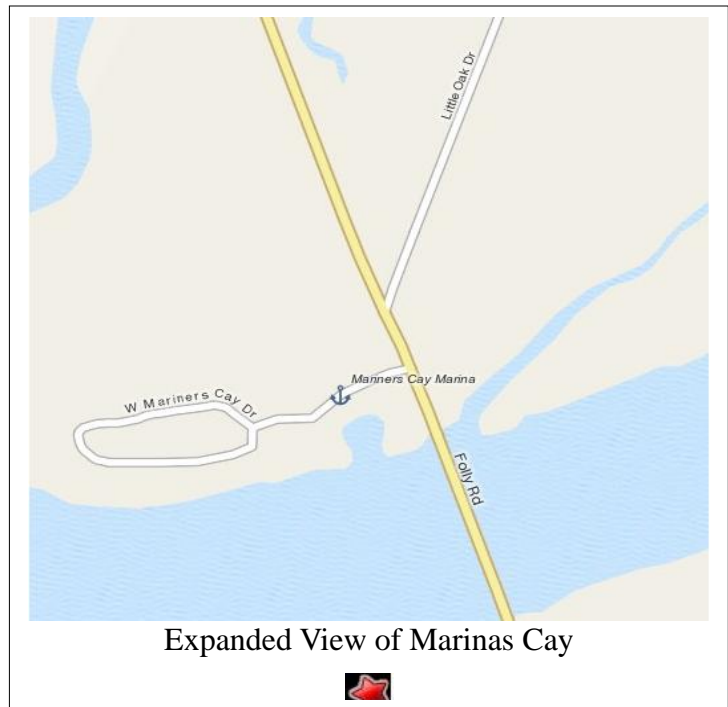 Little Oak Dr
Mariners Cay Marina
W Mariners Cay Dr
Folly Rd
Expanded View of Marinas Cay